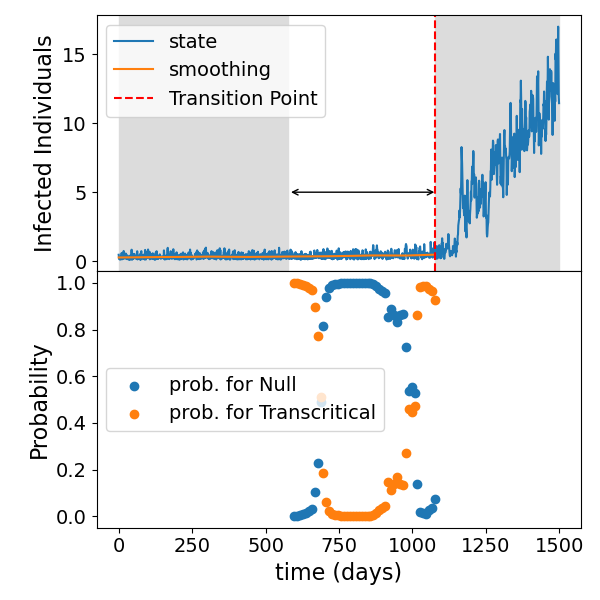 Infected Individuals
15
10
5
0
state
smoothing
Transition Point
Probability
1.0
0.8
0.6
0.4
0.2
0.0
prob. for Null
prob. for Transcritical
0 250 500 750 1000 1250 1500
time (days)